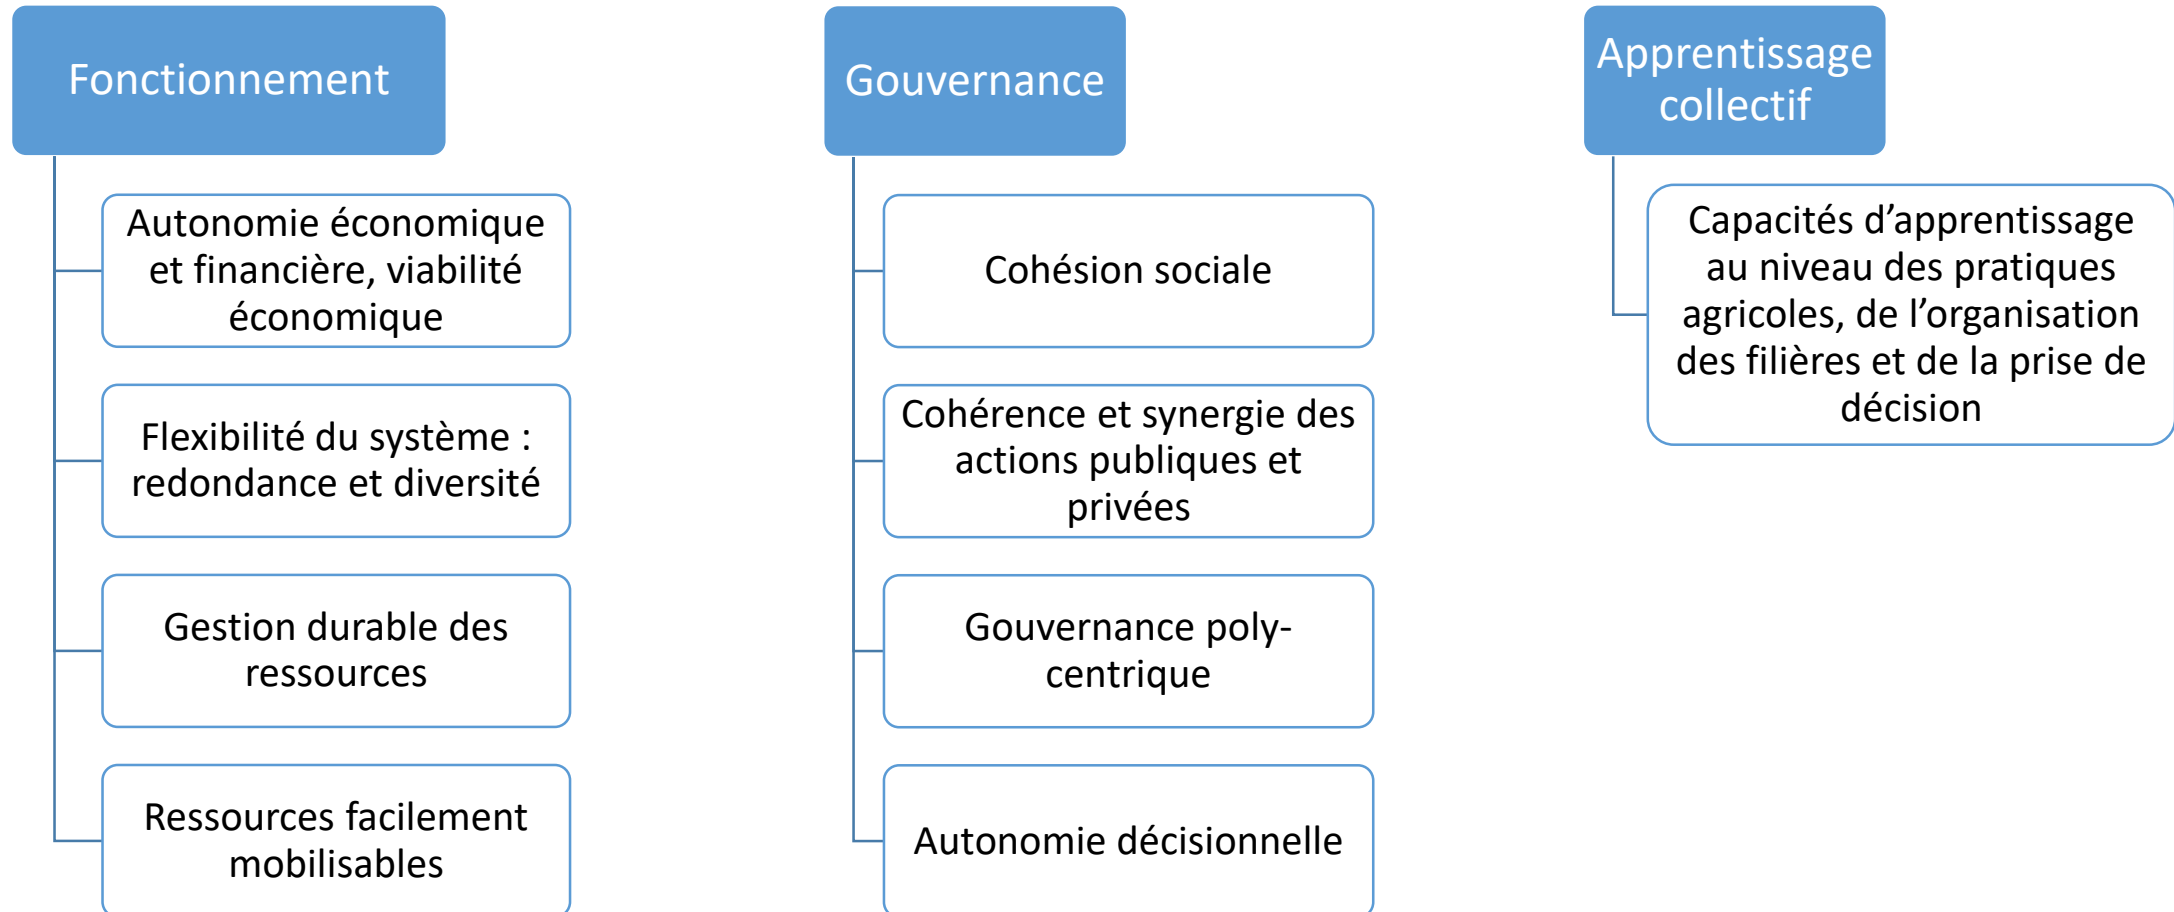 Fonctionnement
Autonomie économique
et financière, viabilité
économique
Flexibilité du système :
redondance et diversité
Gestion durable des
ressources
Ressources facilement
mobilisables
Gouvernance
Cohésion sociale
Cohérence et synergie des
actions publiques et
privées
Gouvernance poly-
centrique
Autonomie décisionnelle
Apprentissage
collectif
Capacités d’apprentissage
au niveau des pratiques
agricoles, de l’organisation
des filières et de la prise de
décision